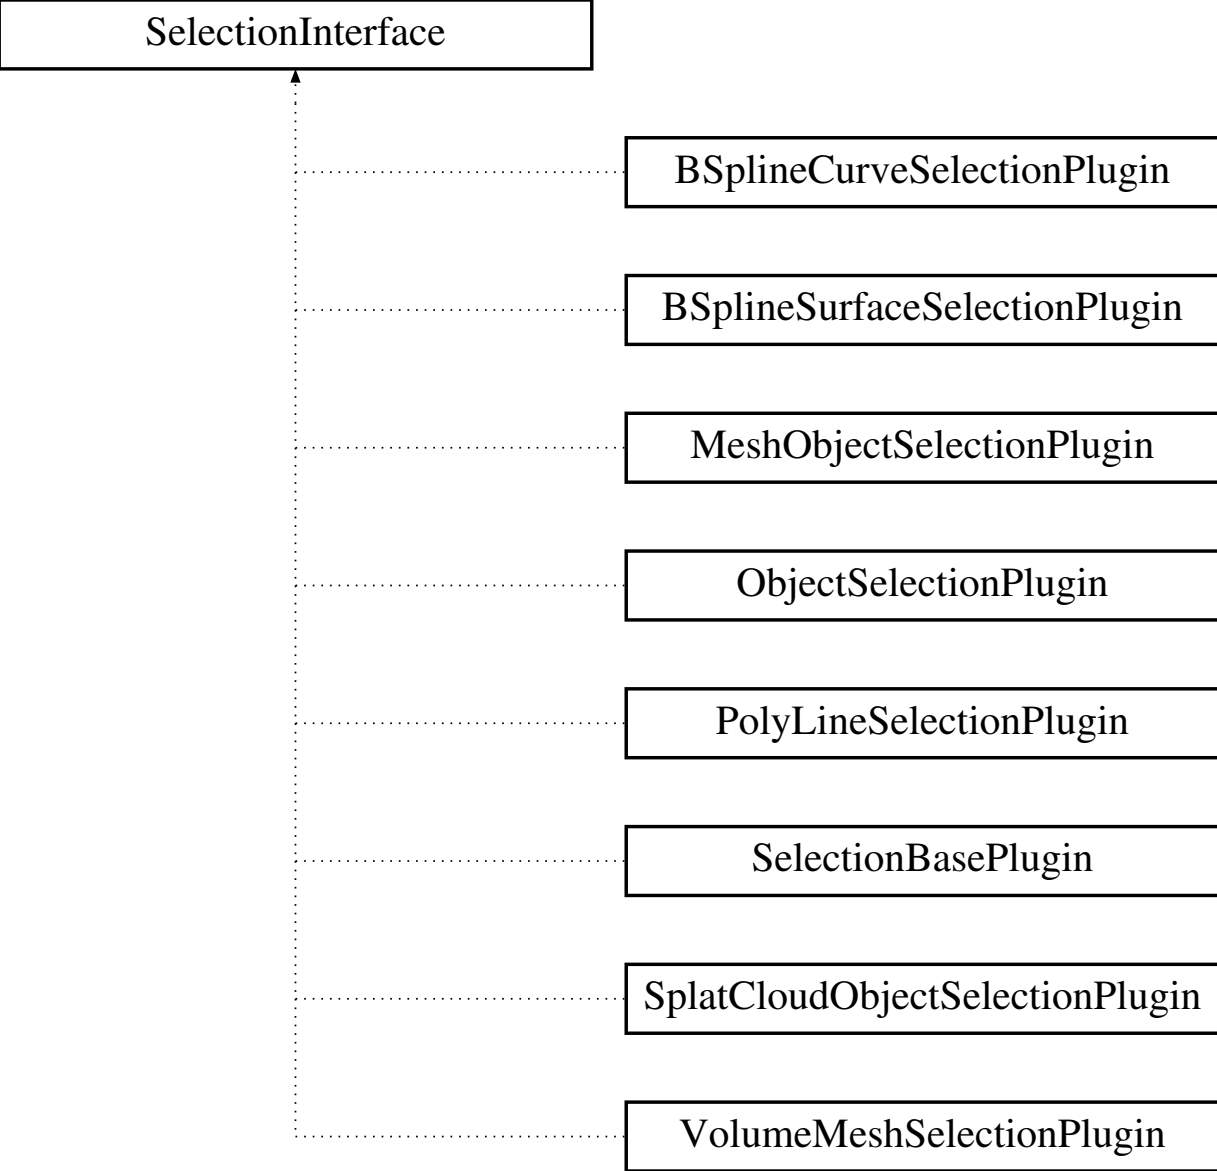 SelectionInterface
BSplineCurveSelectionPlugin
BSplineSurfaceSelectionPlugin
MeshObjectSelectionPlugin
ObjectSelectionPlugin
PolyLineSelectionPlugin
SelectionBasePlugin
SplatCloudObjectSelectionPlugin
VolumeMeshSelectionPlugin